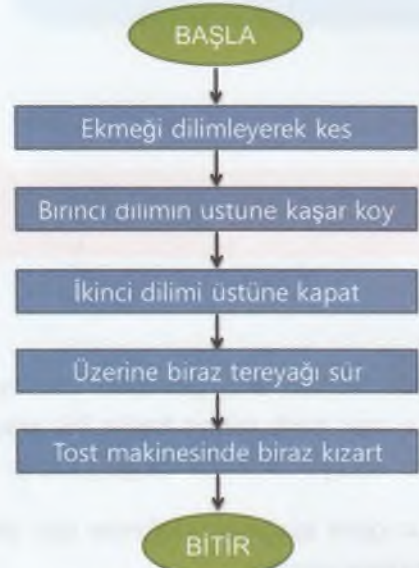 BAŞLA
Ekmeği dilimleyerek kes
Birinci dilimin üstüne kaşar koy
İkinci dilimi üstüne kapat
Üzerine biraz tereyağı sür
Tost makinesinde biraz kızart
BİTİR